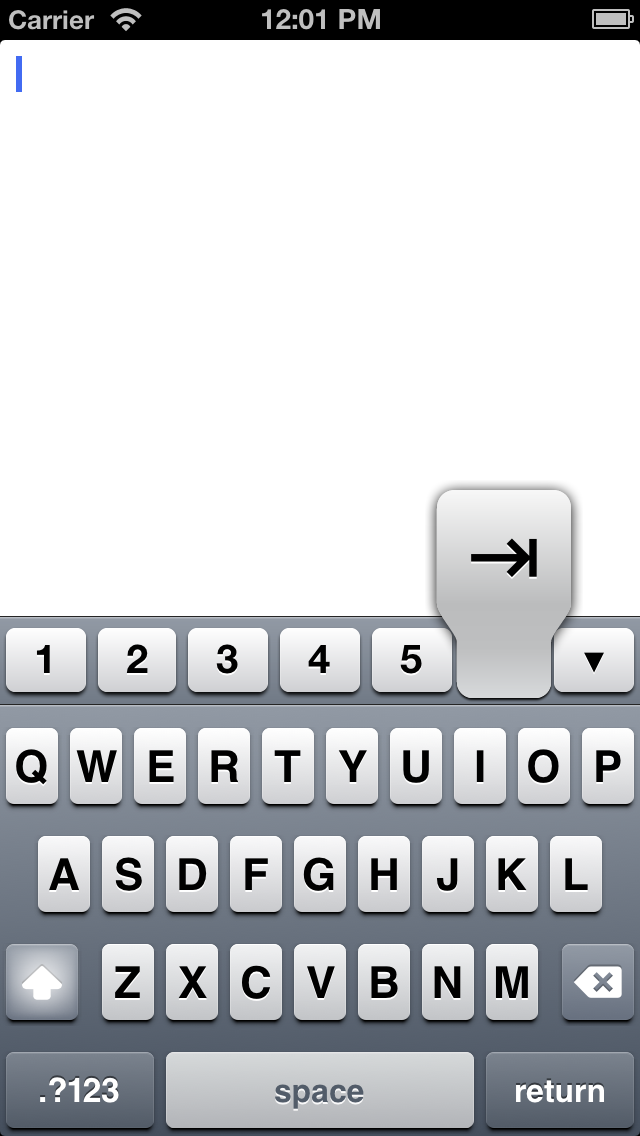 Carrier 12:01 PM
1 2 3 4 5
Q W E R T Y U I O P
A S D F G H J K L
Z X C V B N M
.?123 space return